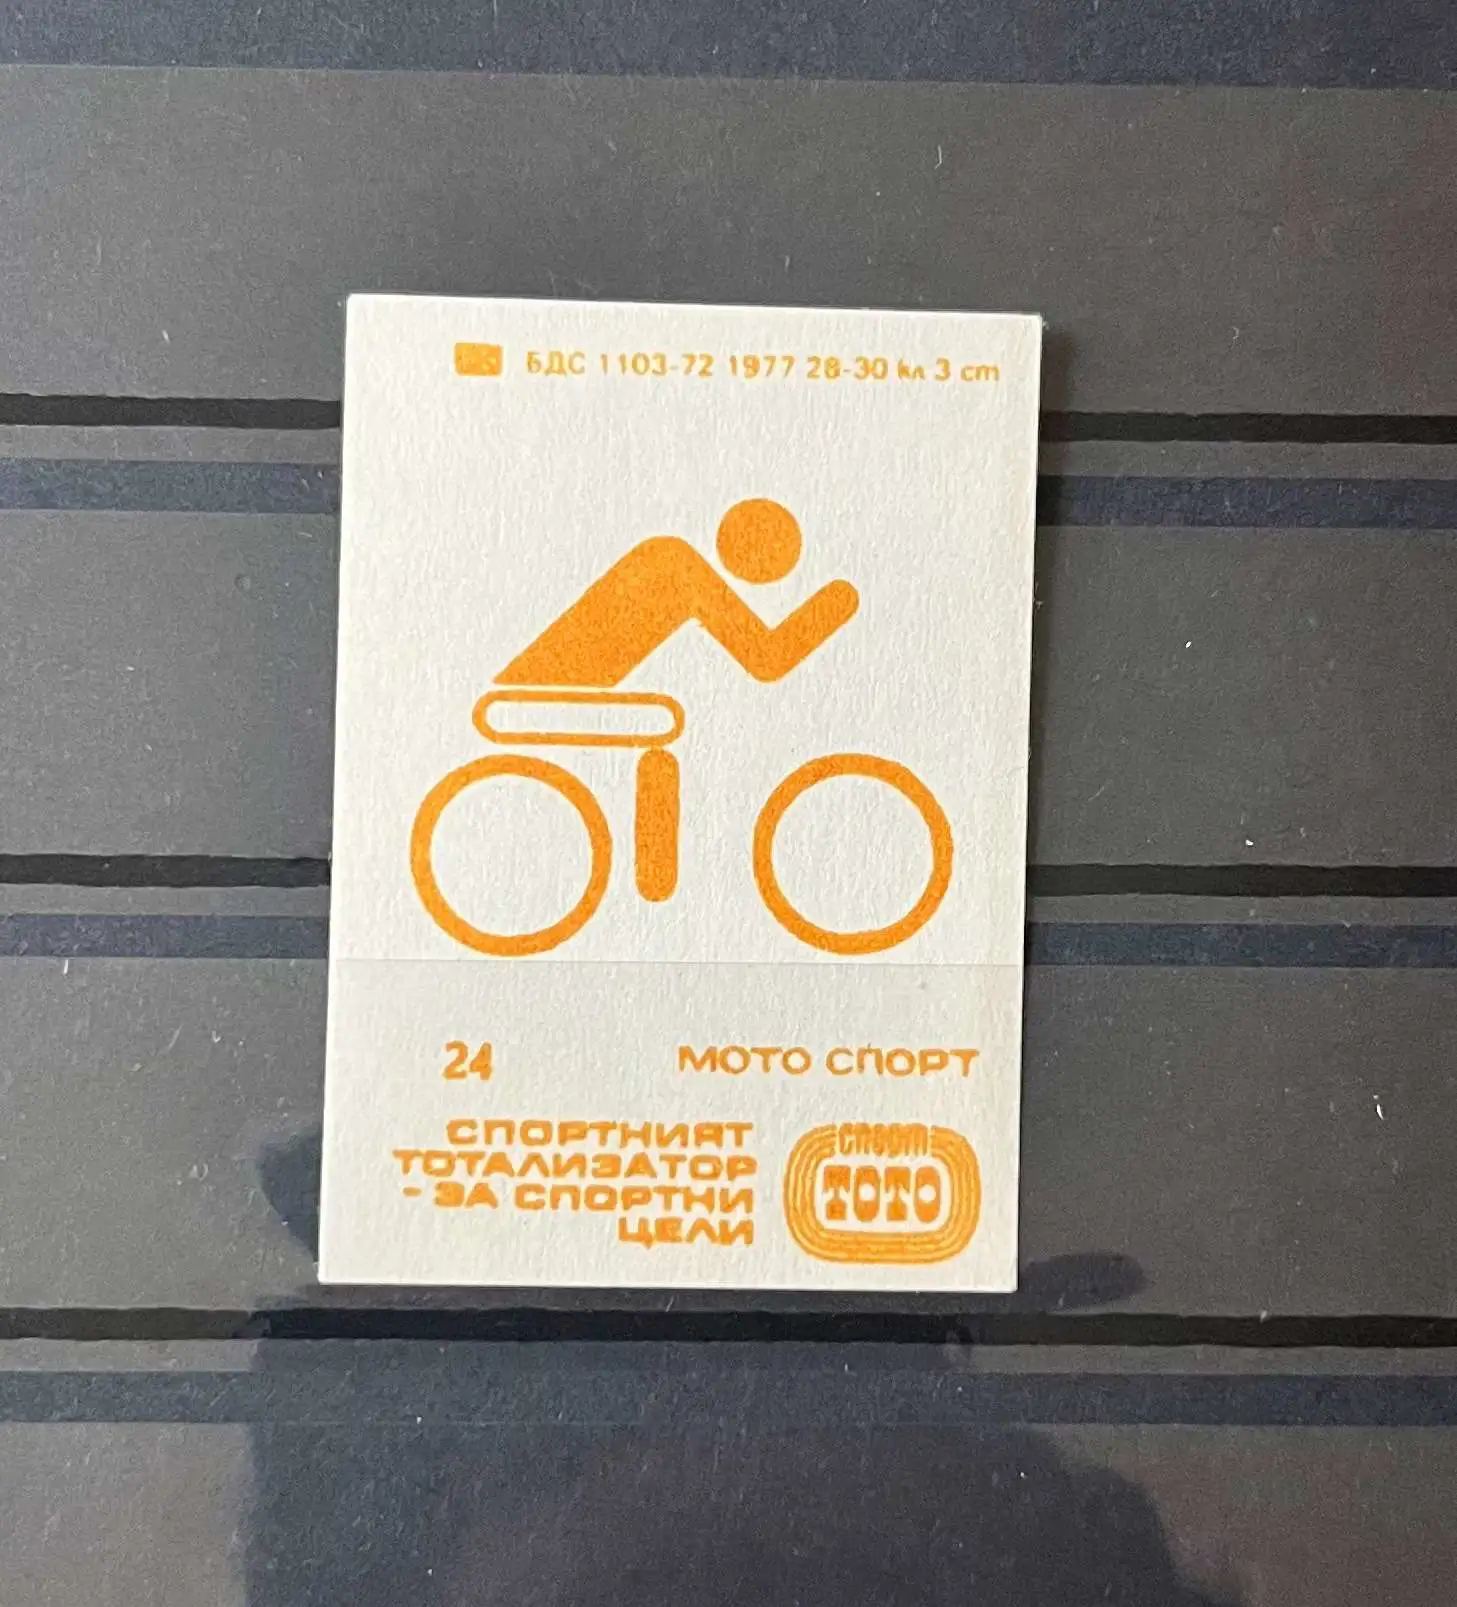 БДС 1103-72 1977 28-30 кл 3 cm
24 МОТО СПОРТ
СПОРТНИЯТ
ТОТАЛИЗАТОР
- ЗА СПОРТНИ
ЦЕЛИ
спорт
ТОТО